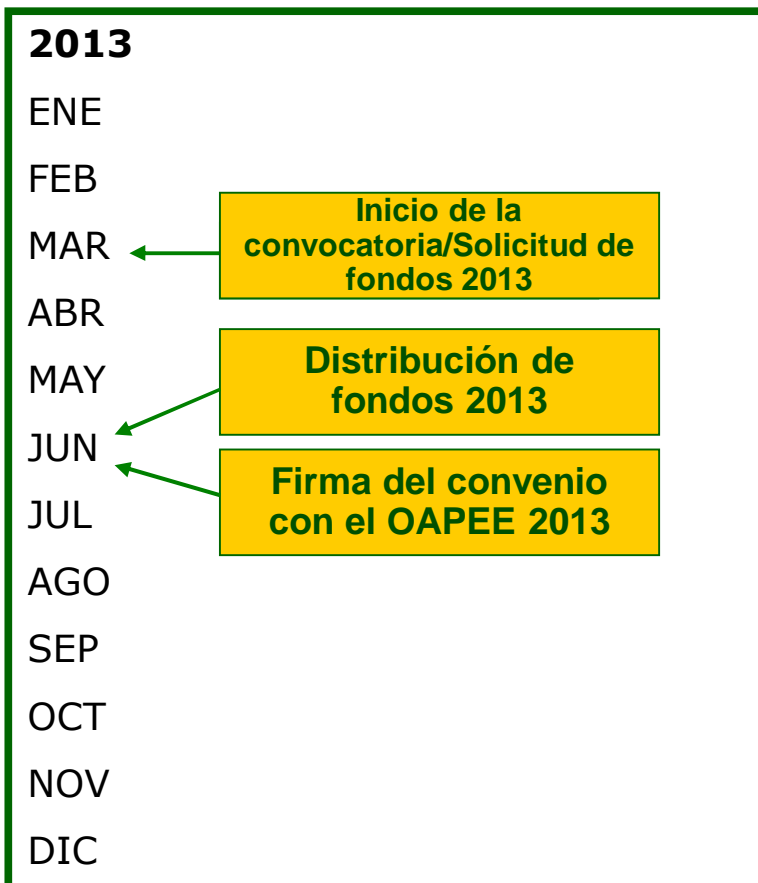 2013
ENE
FEB
MAR
Inicio de la
convocatoria/Solicitud de
fondos 2013
ABR
MAY
Distribución de
fondos 2013
JUN
Firma del convenio
con el OAPEE 2013
JUL
AGO
SEP
OCT
NOV
DIC